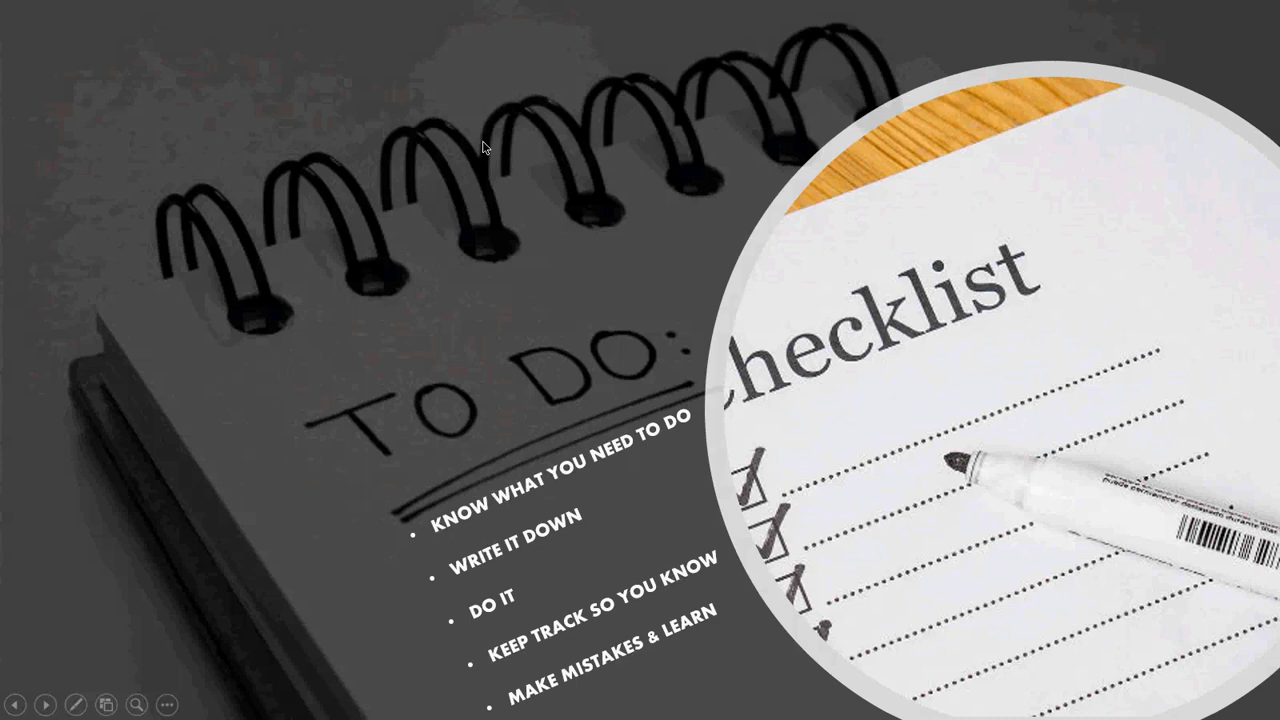 TO DO:
• KNOW WHAT YOU NEED TO DO
• WRITE IT DOWN
• DO IT
• KEEP TRACK SO YOU KNOW
• MAKE MISTAKES & LEARN
Checklist